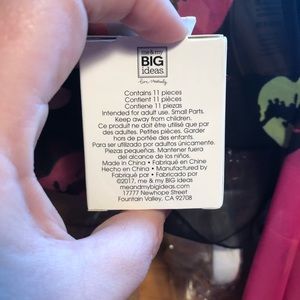 me & my
BIG
ideas.
Contains 11 pieces
Contient 11 pièces
Contiene 11 piezas
Intended for adult use. Small Parts.
Keep away from children.
Ce produit ne doit être utilisé que par
des adultes. Petites pièces. Garder
hors de portée des enfants.
Para ser utilizado por adultos únicamente.
Piezas pequeñas. Mantener fuera
del alcance de los niños.
Made in China • Fabriqué en Chine
Hecho en China • Manufactured by
Fabriqué par • Fabricado por
©2017, me & my BIG ideas
meandmybigideas.com
17777 Newhope Street
Fountain Valley, CA 92708